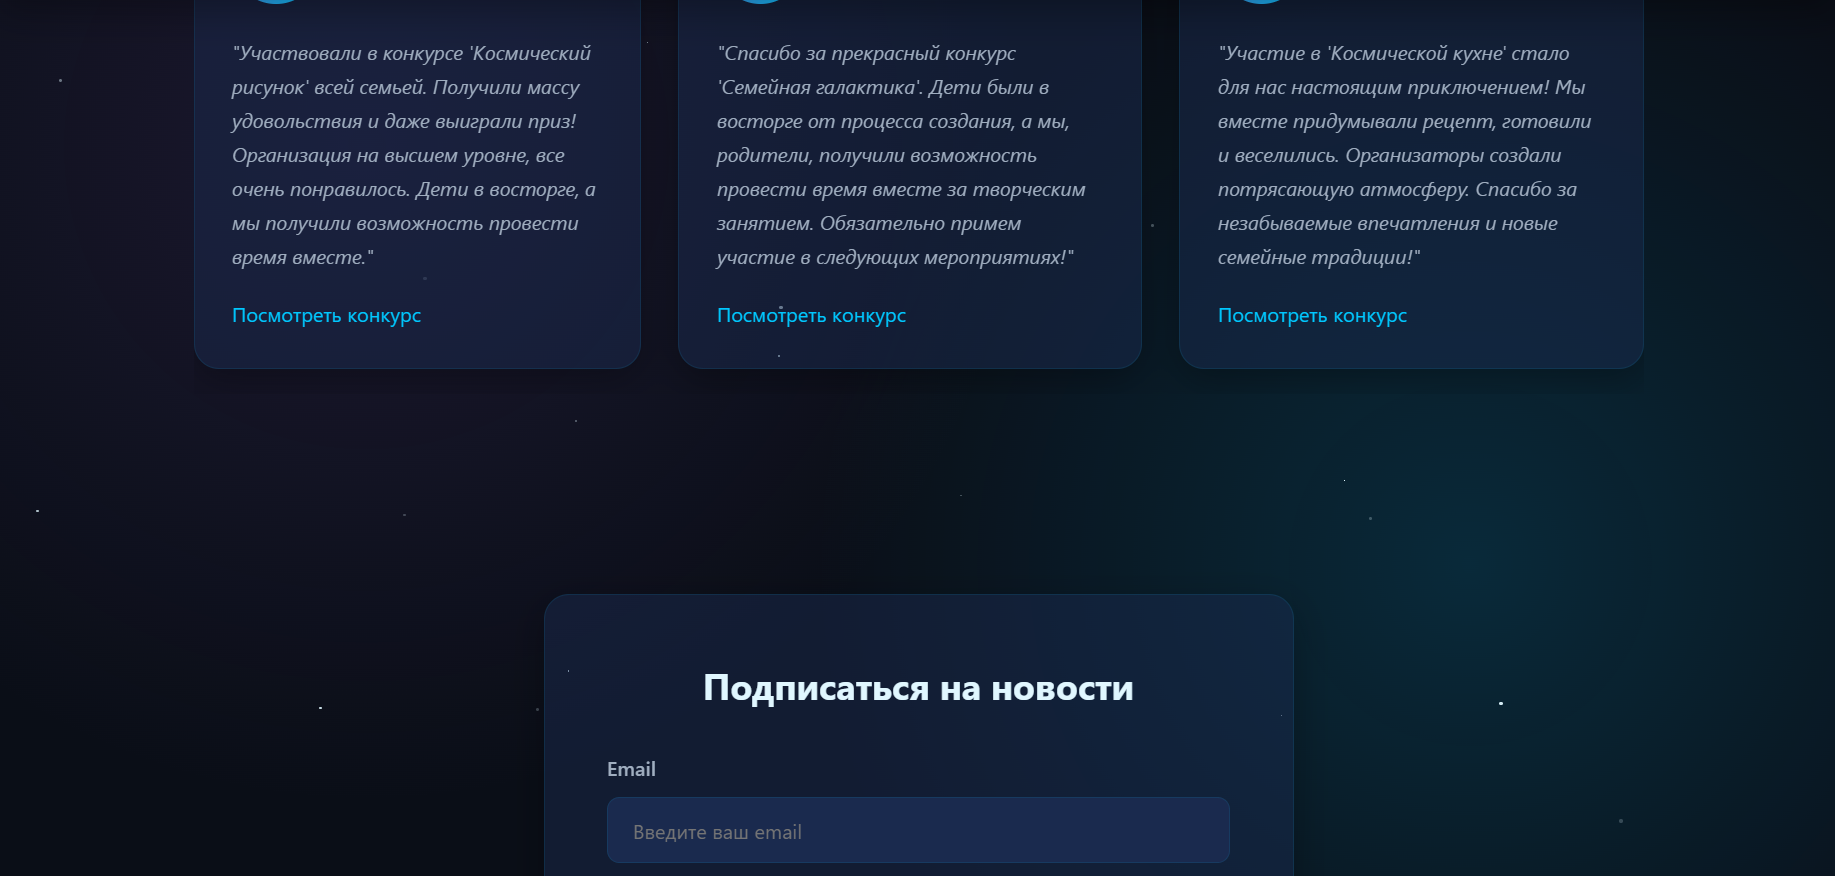 "Участвовали в конкурсе 'Космический
рисунок' всей семьей. Получили массу
удовольствия и даже выиграли приз!
Организация на высшем уровне, все
очень понравилось. Дети в восторге, а
мы получили возможность провести
время вместе."
Посмотреть конкурс
"Спасибо за прекрасный конкурс
'Семейная галактика'. Дети были в
восторге от процесса создания, а мы,
родители, получили возможность
провести время вместе за творческим
занятием. Обязательно примем
участие в следующих мероприятиях!"
Посмотреть конкурс
"Участие в 'Космической кухне' стало
для нас настоящим приключением! Мы
вместе придумывали рецепт, готовили
и веселились. Организаторы создали
потрясающую атмосферу. Спасибо за
незабываемые впечатления и новые
семейные традиции!"
Посмотреть конкурс
Подписаться на новости
Email
Введите ваш email